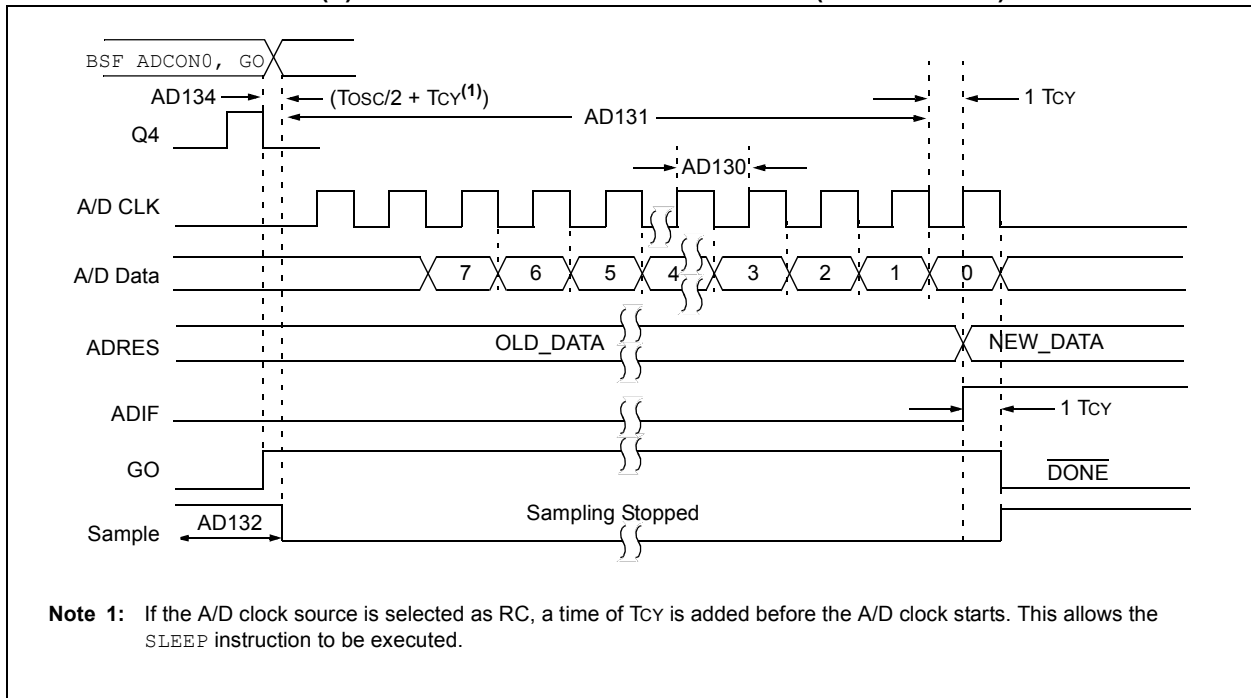 BSF ADCON0, GO
AD134
(TOSC/2 + TCY(1))
1 TCY
AD131
Q4
AD130
A/D CLK
A/D Data
7 6 5 4 3 2 1 0
ADRES
OLD_DATA
NEW_DATA
ADIF
1 TCY
GO
DONE
Sample
AD132
Sampling Stopped
Note 1: If the A/D clock source is selected as RC, a time of TCY is added before the A/D clock starts. This allows the
SLEEP instruction to be executed.